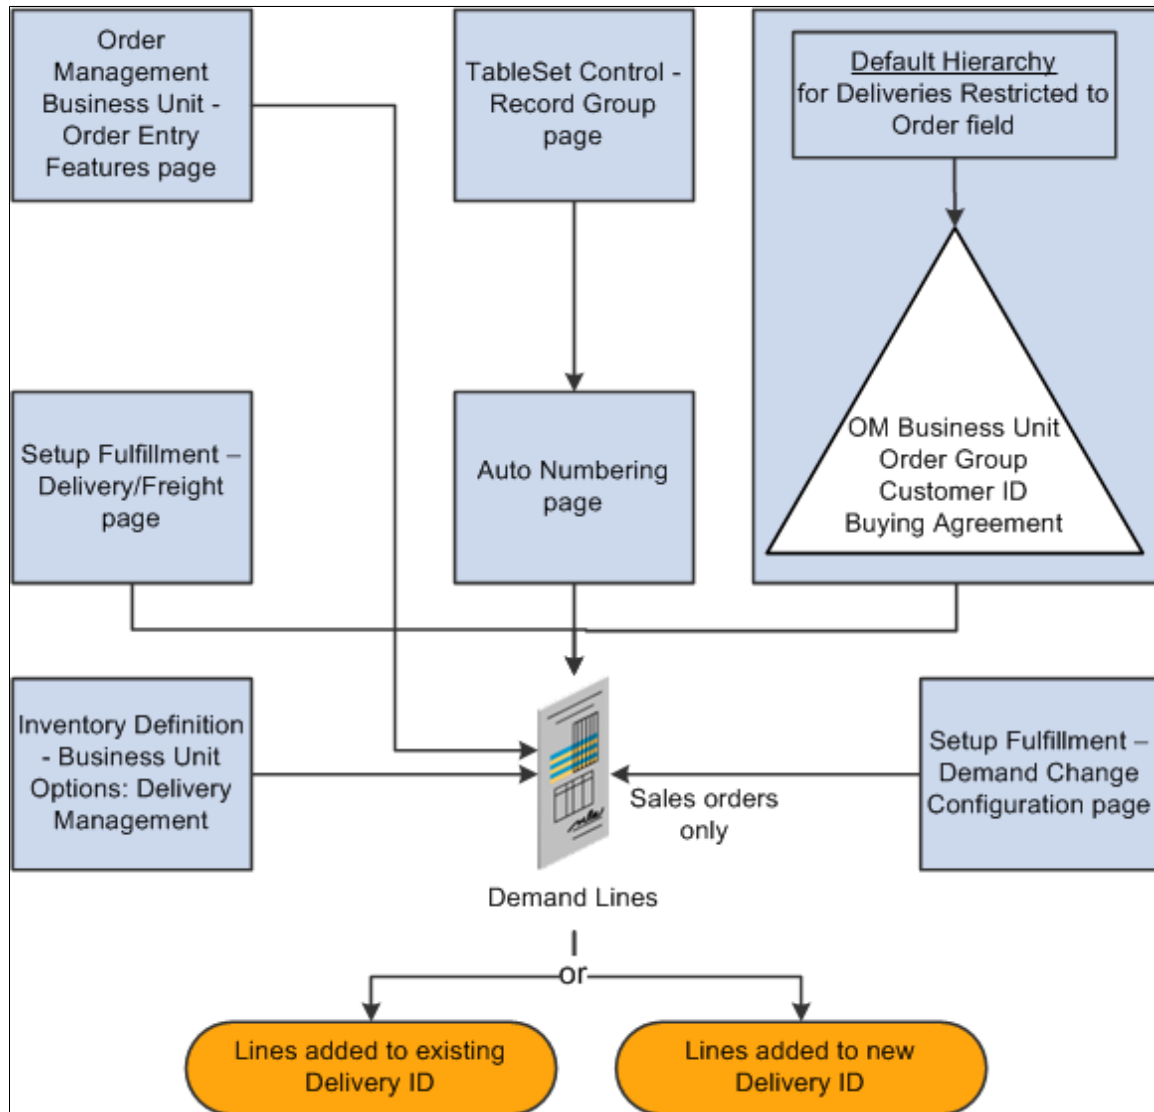 Order
Management
Business Unit -
Order Entry
Features page
TableSet Control -
Record Group
page
Default Hierarchy
for Deliveries Restricted to
Order field
OM Business Unit
Order Group
Customer ID
Buying Agreement
Setup Fulfillment –
Delivery/Freight
page
Auto Numbering
page
Inventory Definition
- Business Unit
Options: Delivery
Management
Sales orders
only
Setup Fulfillment –
Demand Change
Configuration page
Demand Lines
or
Lines added to existing
Delivery ID
Lines added to new
Delivery ID